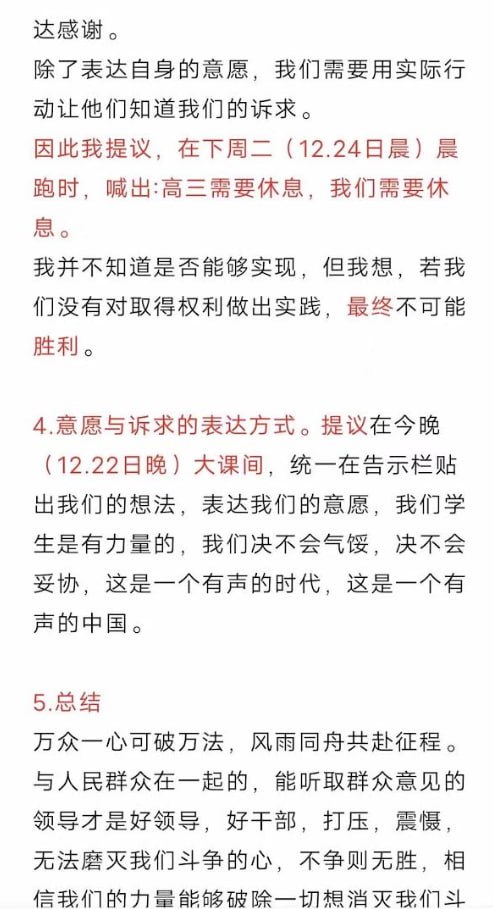 达感谢。
除了表达自身的意愿，我们需要用实际行
动让他们知道我们的诉求。
因此我提议，在下周二（12.24日晨）晨
跑时，喊出:高三需要休息，我们需要休
息。
我并不知道是否能够实现，但我想，若我
们没有对取得权利做出实践，最终不可能
胜利。
4.意愿与诉求的表达方式。提议在今晚
（12.22日晚）大课间，统一在告示栏贴
出我们的想法，表达我们的意愿，我们学
生是有力量的，我们决不会气馁，决不会
妥协，这是一个有声的时代，这是一个有
声的中国。
5.总结
万众一心可破万法，风雨同舟共赴征程。
与人民群众在一起的，能听取群众意见的
领导才是好领导，好干部，打压，震慑，
无法磨灭我们斗争的心，不争则无胜，相
信我们的力量能够破除一切想消灭我们斗